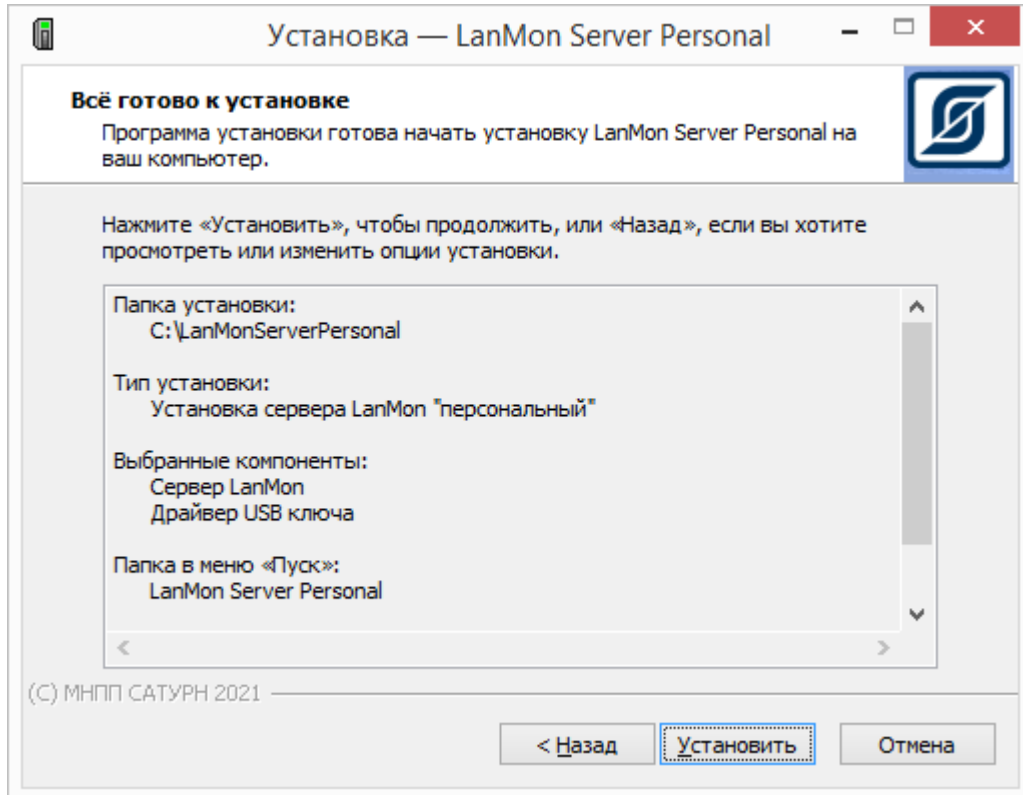 Установка — LanMon Server Personal
Всё готово к установке
Программа установки готова начать установку LanMon Server Personal на
ваш компьютер.
Нажмите «Установить», чтобы продолжить, или «Назад», если вы хотите
просмотреть или изменить опции установки.
Папка установки:
C:\LanMonServerPersonal
Тип установки:
Установка сервера LanMon "персональный"
Выбранные компоненты:
Сервер LanMon
Драйвер USB ключа
Папка в меню «Пуск»:
LanMon Server Personal
(C) МНПП САТУРН 2021
< Назад
Установить
Отмена